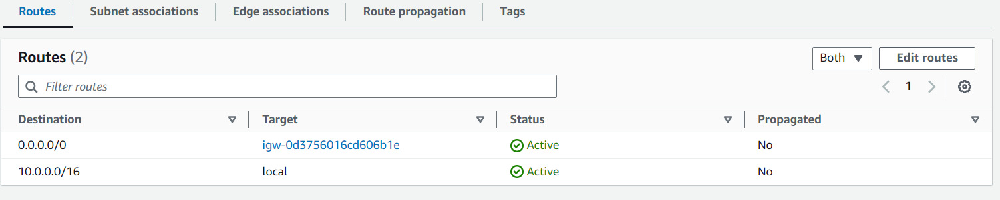 Routes Subnet associations Edge associations Route propagation Tags
Routes (2) Both Edit routes
Filter routes 1
Destination Target Status Propagated
0.0.0.0/0 igw-0d3756016cd606b1e Active No
10.0.0.0/16 local Active No